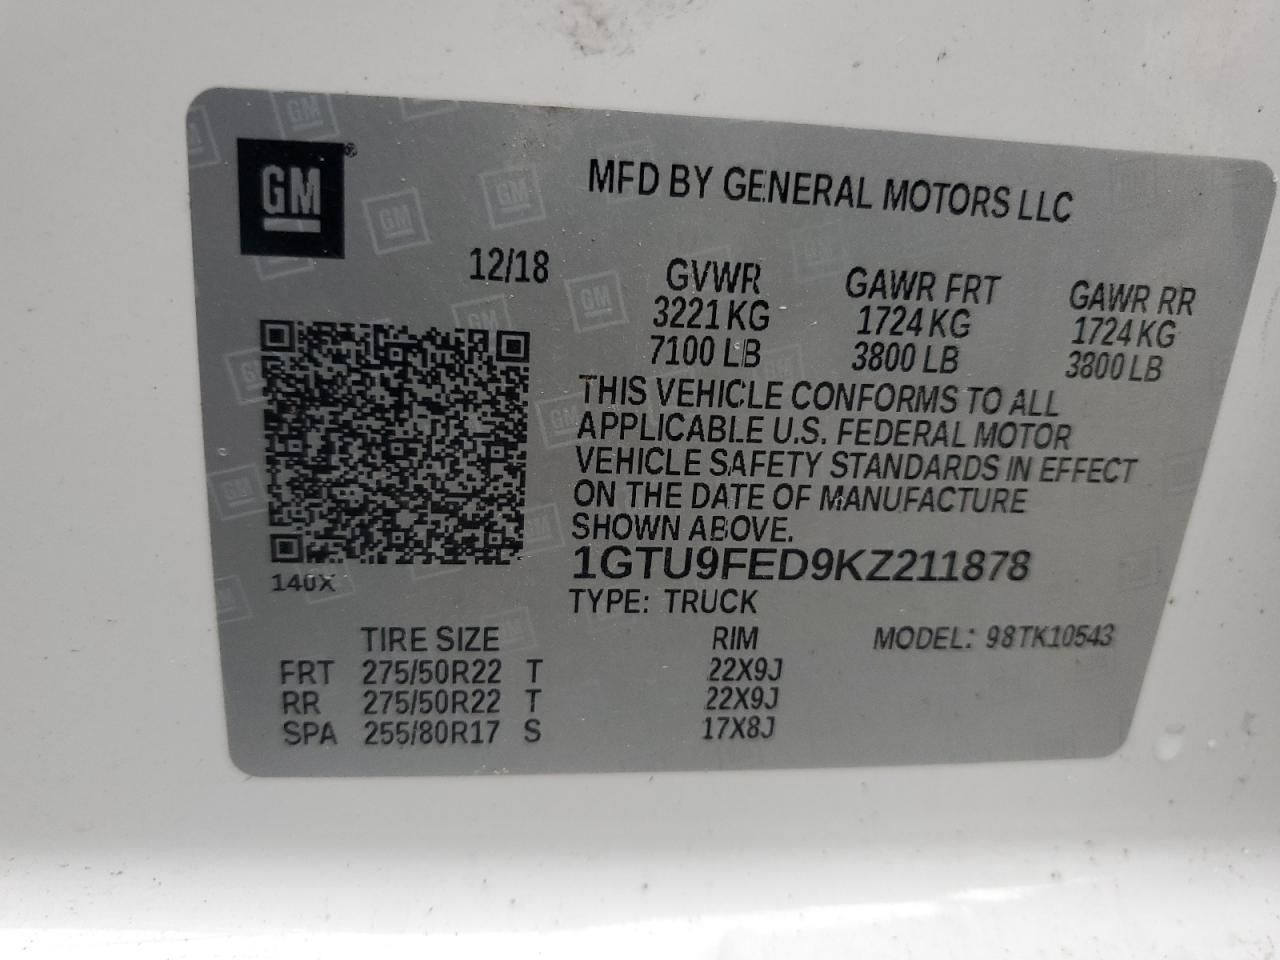 GM
MFD BY GENERAL MOTORS LLC
12/18
GVWR GAWR FRT GAWR RR
3221 KG 1724 KG 1724 KG
7100 LB 3800 LB 3800 LB
THIS VEHICLE CONFORMS TO ALL
APPLICABLE U.S. FEDERAL MOTOR
VEHICLE SAFETY STANDARDS IN EFFECT
ON THE DATE OF MANUFACTURE
SHOWN ABOVE.
140X
1GTU9FED9KZ211878
TYPE: TRUCK
TIRE SIZE RIM MODEL: 98TK10543
FRT 275/50R22 T 22X9J
RR 275/50R22 T 22X9J
SPA 255/80R17 S 17X8J